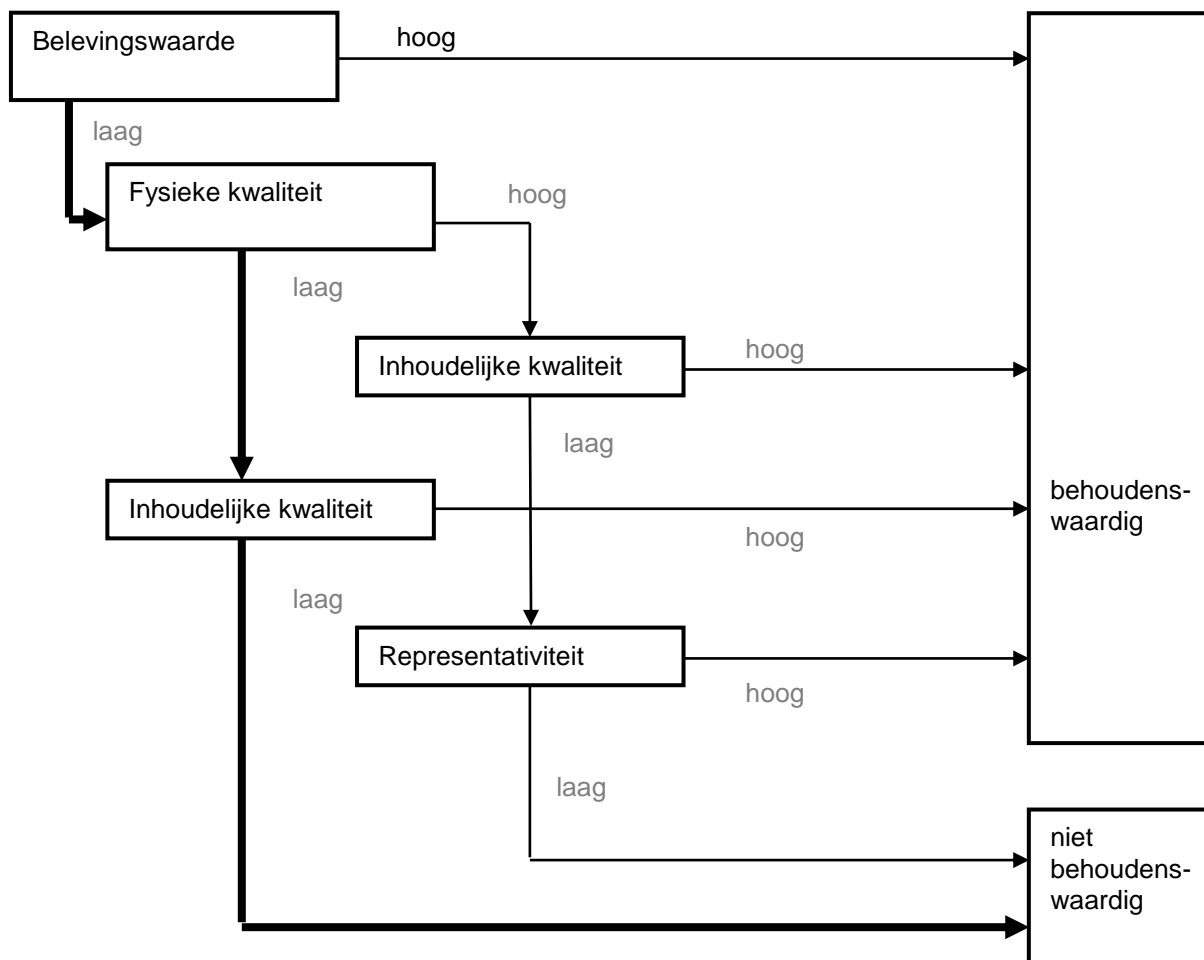 Belevingswaarde
hoog
laag
Fysieke kwaliteit
hoog
laag
Inhoudelijke kwaliteit
hoog
laag
Inhoudelijke kwaliteit
hoog
behoudens-
waardig
laag
Representativiteit
hoog
laag
niet
behoudens-
waardig